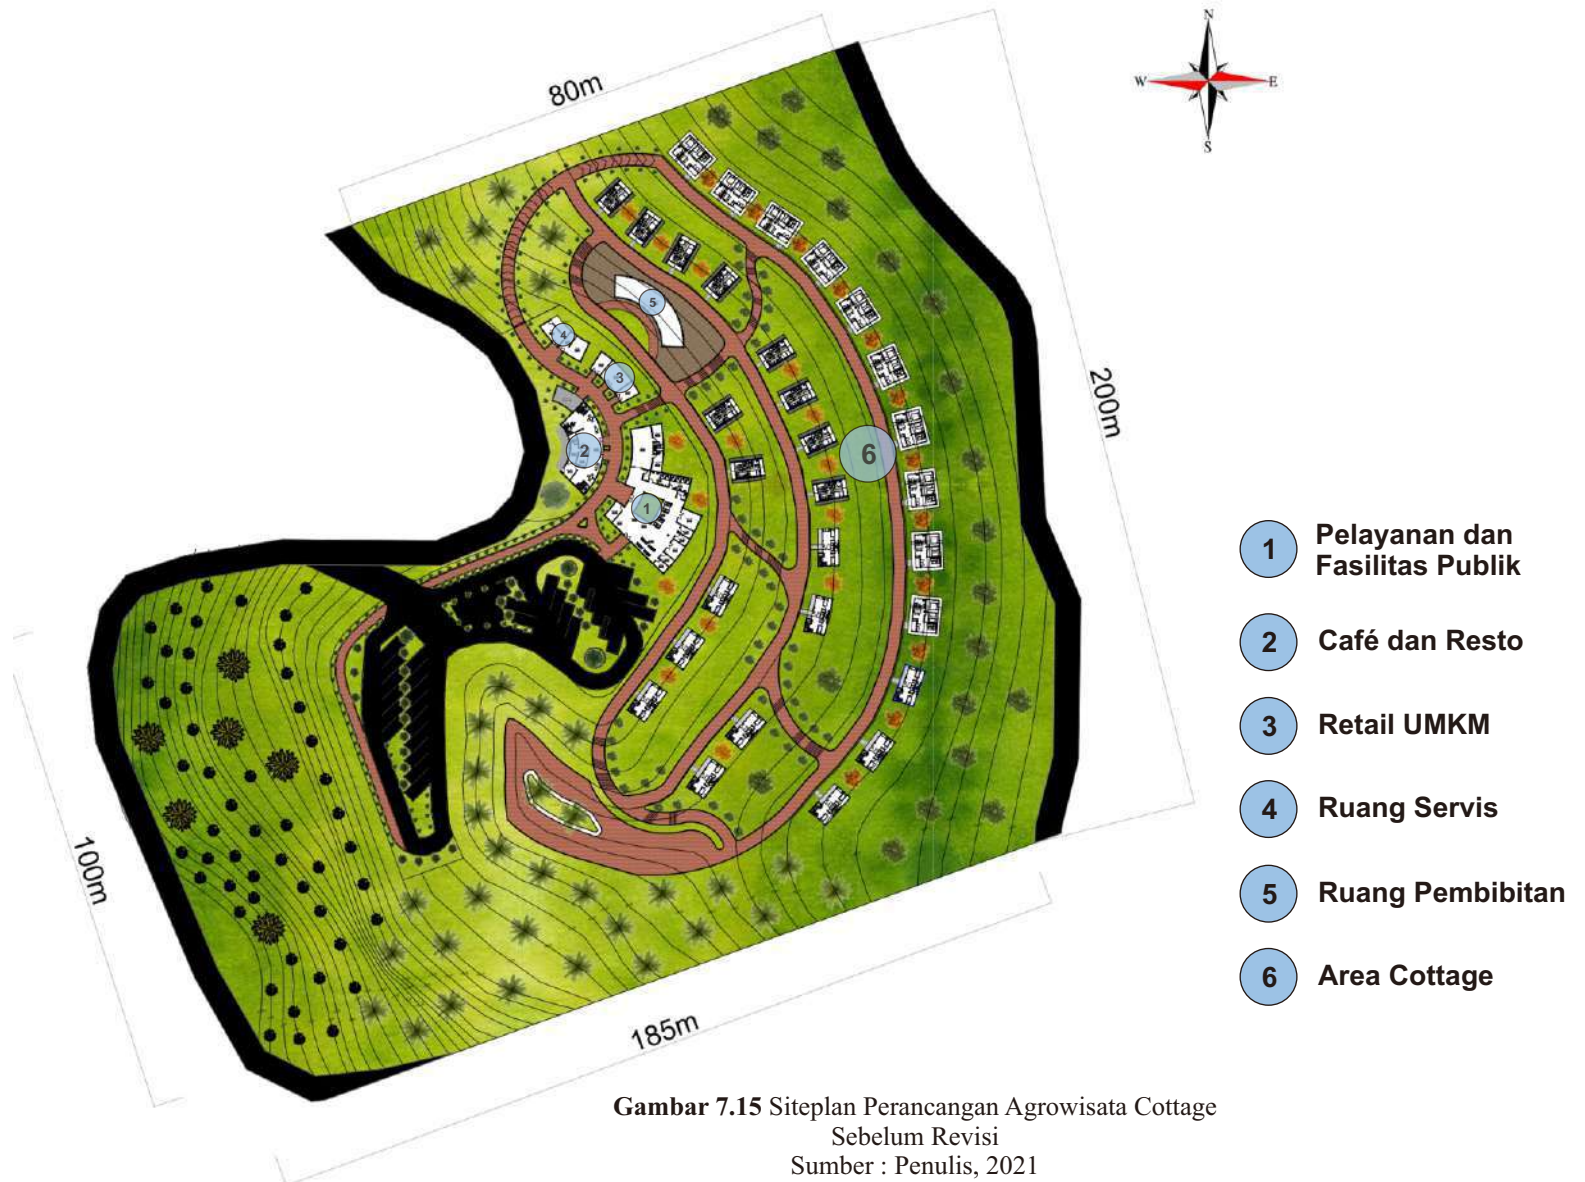 N
W
E
S
80m
200m
100m
185m
5
4
3
2
1
6
1 Pelayanan dan
Fasilitas Publik
2 Café dan Resto
3 Retail UMKM
4 Ruang Servis
5 Ruang Pembibitan
6 Area Cottage
Gambar 7.15 Siteplan Perancangan Agrowisata Cottage
Sebelum Revisi
Sumber : Penulis, 2021